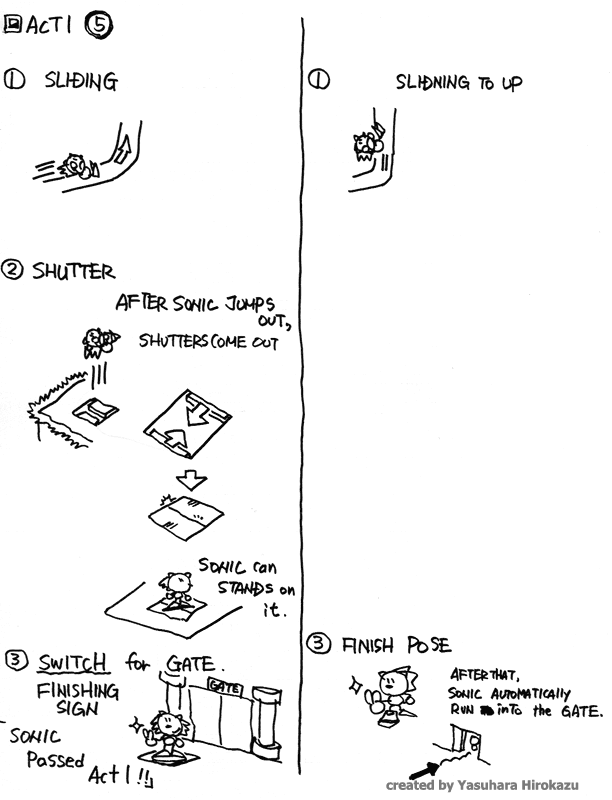 ACT 1 ⑤
① SLIDING
② SHUTTER
AFTER SONIC JUMPS
OUT,
SHUTTERS COME OUT
SONIC can
STANDS on
it.
③ SWITCH for GATE.
FINISHING
SIGN
GATE
SONIC
Passed
Act 1!!
① SLIDNING TO UP
③ FINISH POSE
AFTER THAT,
SONIC AUTOMATICALLY
RUN into the GATE.
created by Yasuhara Hirokazu